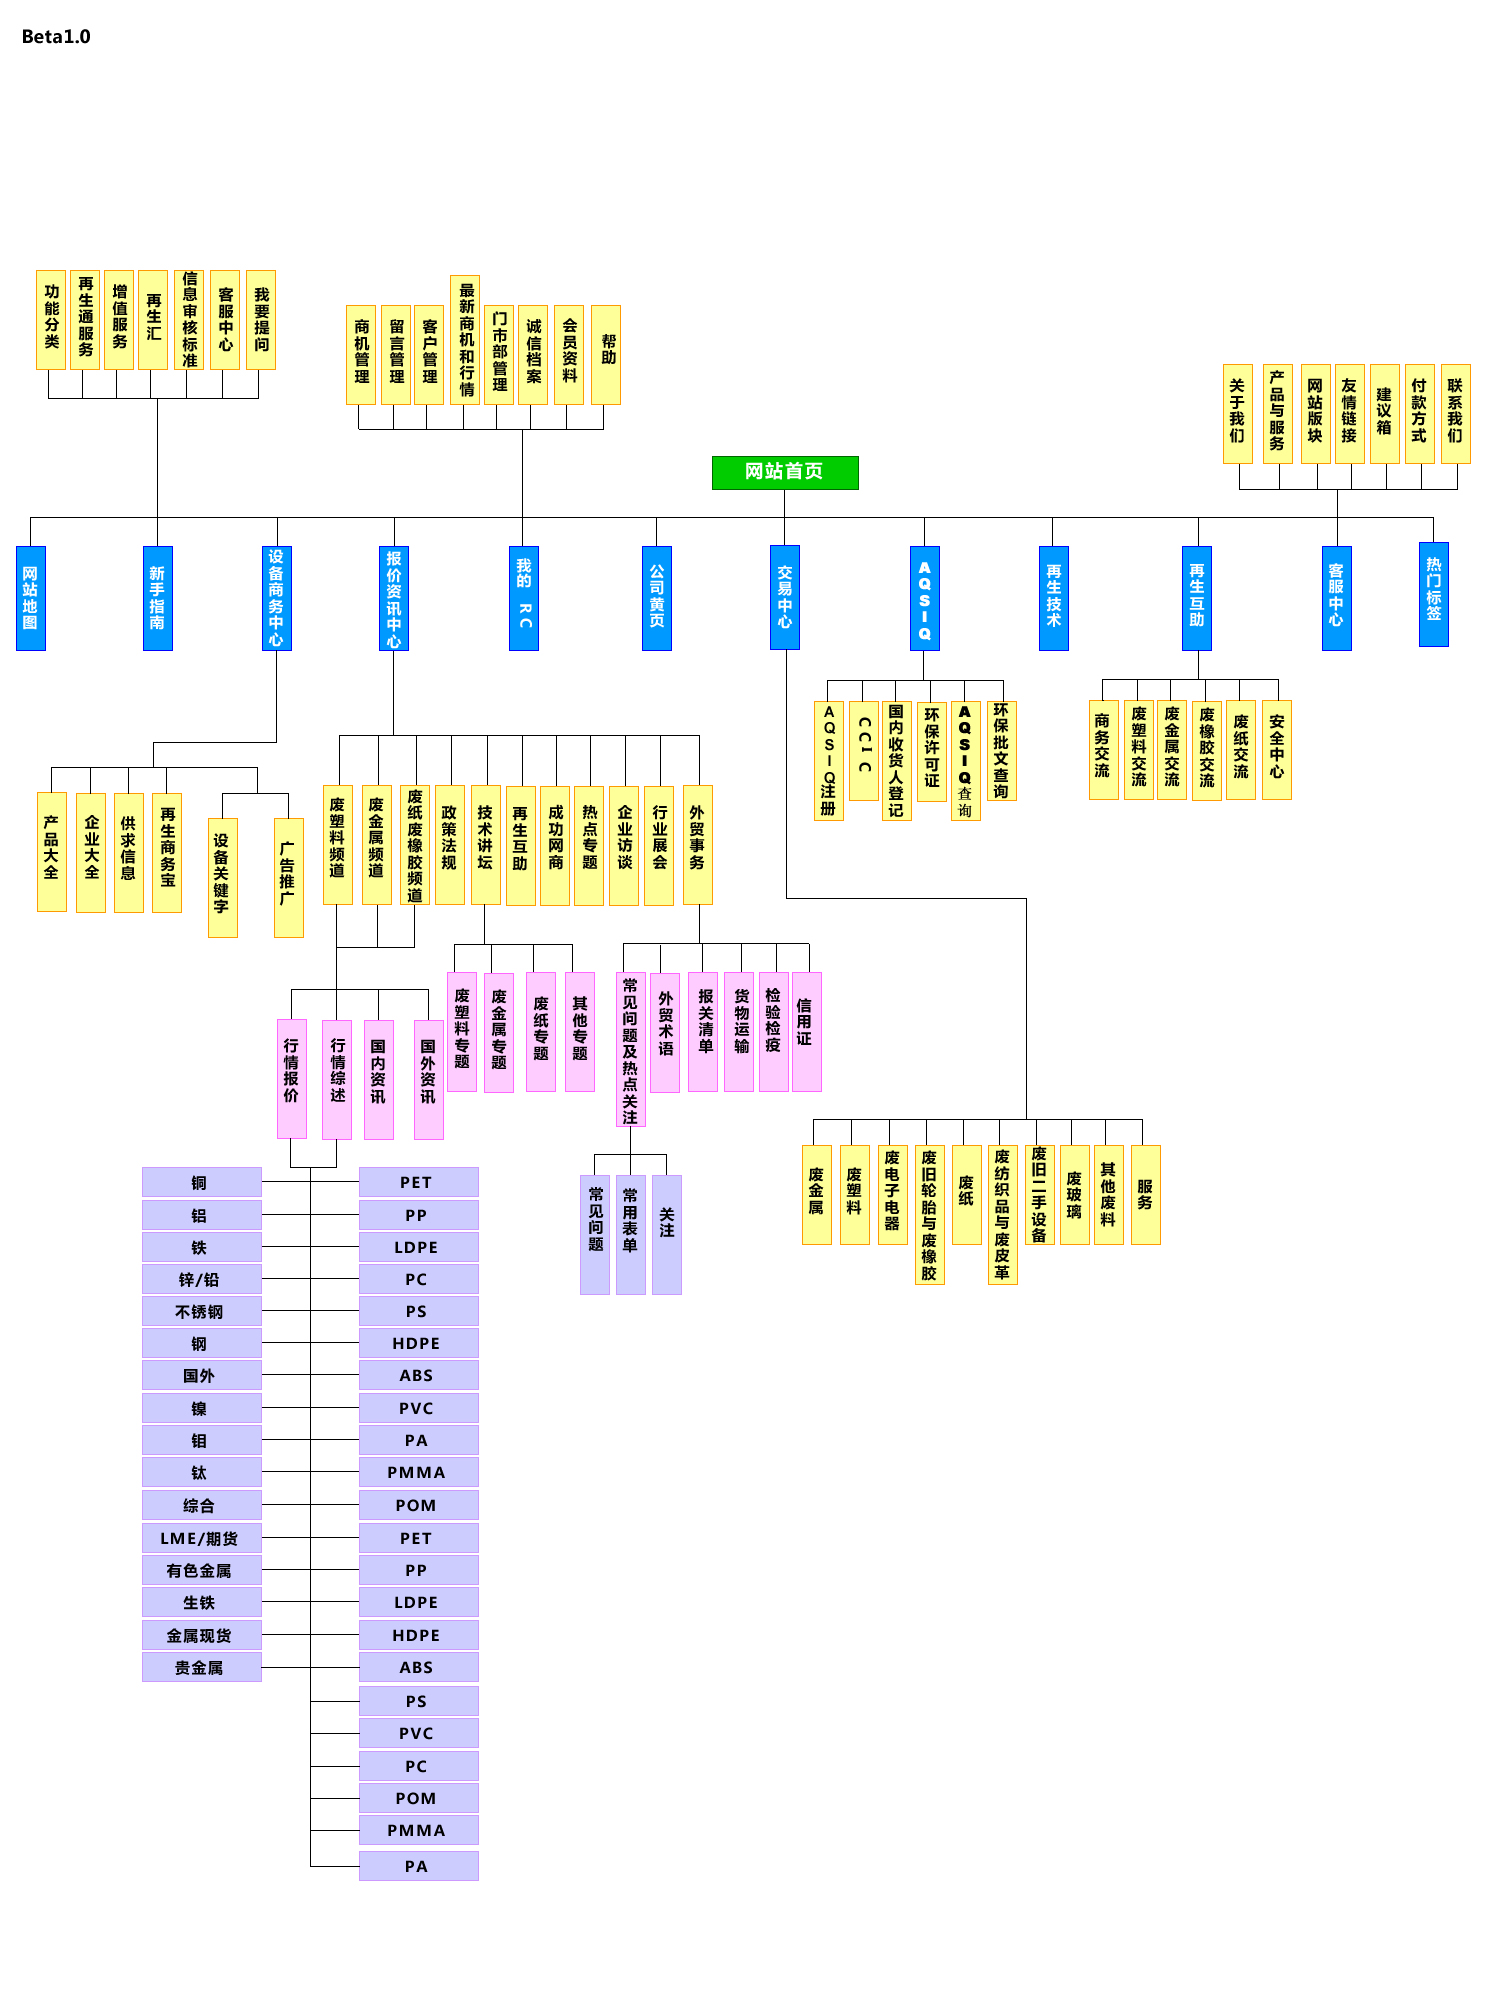 Beta1.0
功能分类
再生通服务
增值服务
再生汇
信息审核标准
客服中心
我要提问
商机管理
留言管理
客户管理
最新商机和行情
门市部管理
诚信档案
会员资料
帮助
关于我们
产品与服务
网站版块
友情链接
建议箱
付款方式
联系我们
网站首页
网站地图
新手指南
设备商务中心
报价资讯中心
我的 RC
公司黄页
交易中心
AQSIQ
再生技术
再生互助
客服中心
热门标签
AQSIQ注册
CCIC
国内收货人登记
环保许可证
AQSIQ查询
环保批文查询
商务交流
废塑料交流
废金属交流
废橡胶交流
废纸交流
安全中心
产品大全
企业大全
供求信息
再生商务宝
设备关键字
广告推广
废塑料频道
废金属频道
废纸废橡胶频道
政策法规
技术讲坛
再生互助
成功网商
热点专题
企业访谈
行业展会
外贸事务
废塑料专题
废金属专题
废纸专题
其他专题
常见问题及热点关注
外贸术语
报关清单
货物运输
检验检疫
信用证
行情报价
行情综述
国内资讯
国外资讯
废金属
废塑料
废电子电器
废旧轮胎与废橡胶
废纸
废纺织品与废皮革
废旧二手设备
废玻璃
其他废料
服务
常见问题
常用表单
关注
铜
PET
铝
PP
铁
LDPE
锌/铅
PC
不锈钢
PS
钢
HDPE
国外
ABS
镍
PVC
钼
PA
钛
PMMA
综合
POM
LME/期货
PET
有色金属
PP
生铁
LDPE
金属现货
HDPE
贵金属
ABS
PS
PVC
PC
POM
PMMA
PA